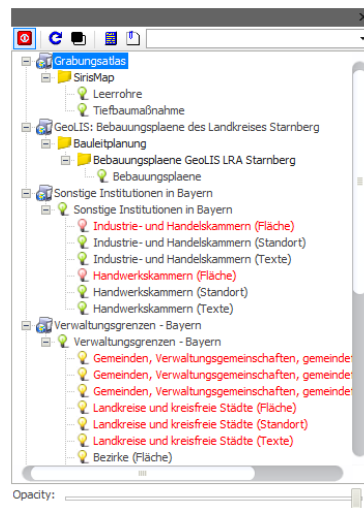 Grabungsatlas
SirisMap
Leerrohre
Tiefbaumaßnahme
GeoLIS: Bebauungsplaene des Landkreises Starnberg
Bauleitplanung
Bebauungsplaene GeoLIS LRA Starnberg
Bebauungsplaene
Sonstige Institutionen in Bayern
Sonstige Institutionen in Bayern
Industrie- und Handelskammern (Fläche)
Industrie- und Handelskammern (Standort)
Industrie- und Handelskammern (Texte)
Handwerkskammern (Fläche)
Handwerkskammern (Standort)
Handwerkskammern (Texte)
Verwaltungsgrenzen - Bayern
Verwaltungsgrenzen - Bayern
Gemeinden, Verwaltungsgemeinschaften, gemeindef
Gemeinden, Verwaltungsgemeinschaften, gemeindef
Gemeinden, Verwaltungsgemeinschaften, gemeindef
Landkreise und kreisfreie Städte (Fläche)
Landkreise und kreisfreie Städte (Standort)
Landkreise und kreisfreie Städte (Texte)
Bezirke (Fläche)
Opacity: